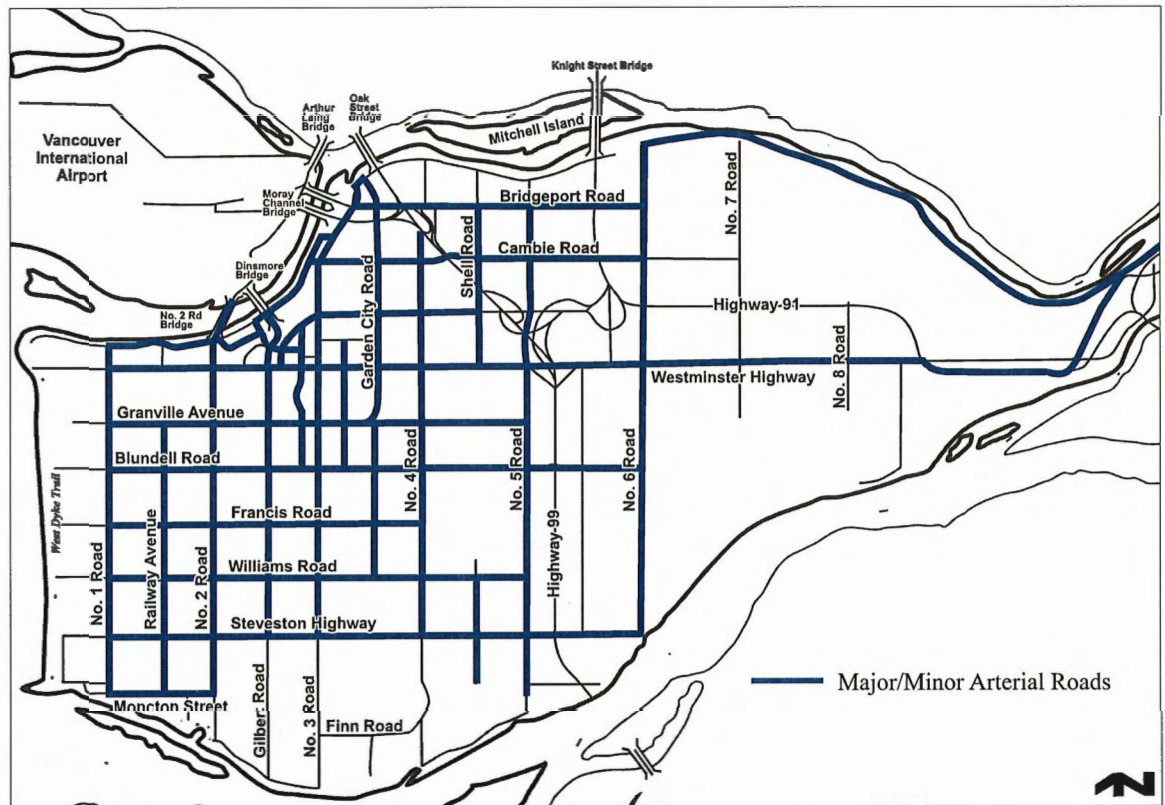 Knight Street Bridge
Arthur
Laing
Bridge
Oak
Street
Bridge
Mitchell Island
Vancouver
International
Airport
Moray
Channel
Bridge
Bridgeport Road
No. 7 Road
Shell Road
Cambie Road
Dinsmore
Bridge
Garden City Road
Highway-91
No. 2 Rd
Bridge
No. 8 Road
Westminster Highway
Granville Avenue
Blundell Road
No. 4 Road
No. 5 Road
No. 6 Road
West Dyke Trail
Francis Road
Highway-99
No. 1 Road
Railway Avenue
No. 2 Road
Williams Road
Steveston Highway
Major/Minor Arterial Roads
Moncton Street
Gilbert Road
No. 3 Road
Finn Road
N